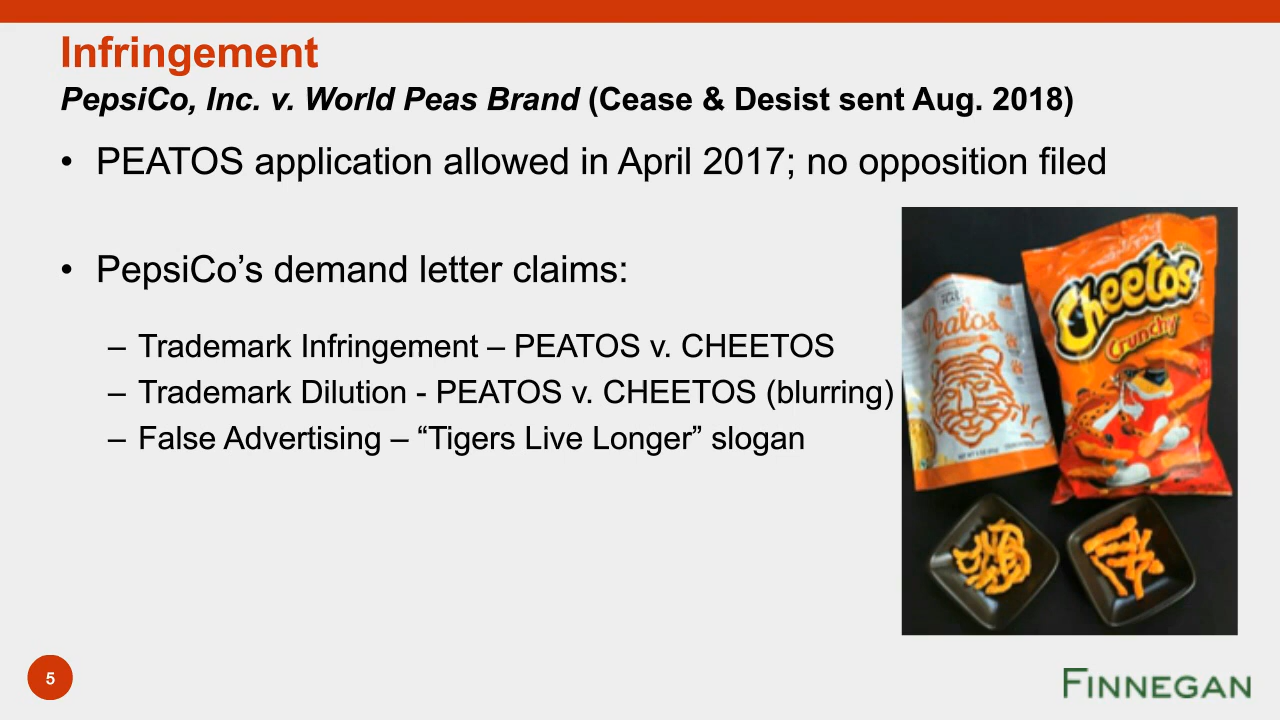 Infringement
PepsiCo, Inc. v. World Peas Brand (Cease & Desist sent Aug. 2018)
• PEATOS application allowed in April 2017; no opposition filed
• PepsiCo’s demand letter claims:
– Trademark Infringement – PEATOS v. CHEETOS
– Trademark Dilution - PEATOS v. CHEETOS (blurring)
– False Advertising – “Tigers Live Longer” slogan
Peatos
Cheetos
Crunchy
5
FINNEGAN